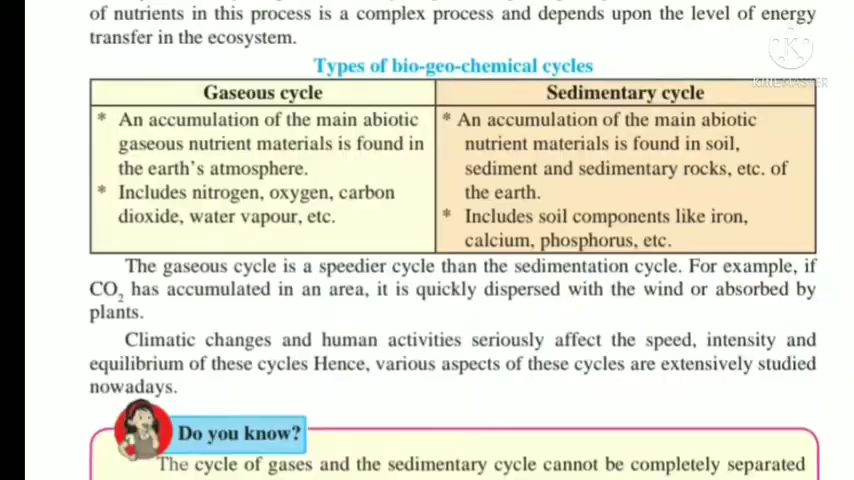 of nutrients in this process is a complex process and depends upon the level of energy
transfer in the ecosystem.
Types of bio-geo-chemical cycles
Gaseous cycle
* An accumulation of the main abiotic
gaseous nutrient materials is found in
the earth's atmosphere.
* Includes nitrogen, oxygen, carbon
dioxide, water vapour, etc.
Sedimentary cycle
* An accumulation of the main abiotic
nutrient materials is found in soil,
sediment and sedimentary rocks, etc. of
the earth.
* Includes soil components like iron,
calcium, phosphorus, etc.
The gaseous cycle is a speedier cycle than the sedimentation cycle. For example, if
CO2 has accumulated in an area, it is quickly dispersed with the wind or absorbed by
plants.
Climatic changes and human activities seriously affect the speed, intensity and
equilibrium of these cycles Hence, various aspects of these cycles are extensively studied
nowadays.
Do you know?
The cycle of gases and the sedimentary cycle cannot be completely separated
K
KINEMASTER